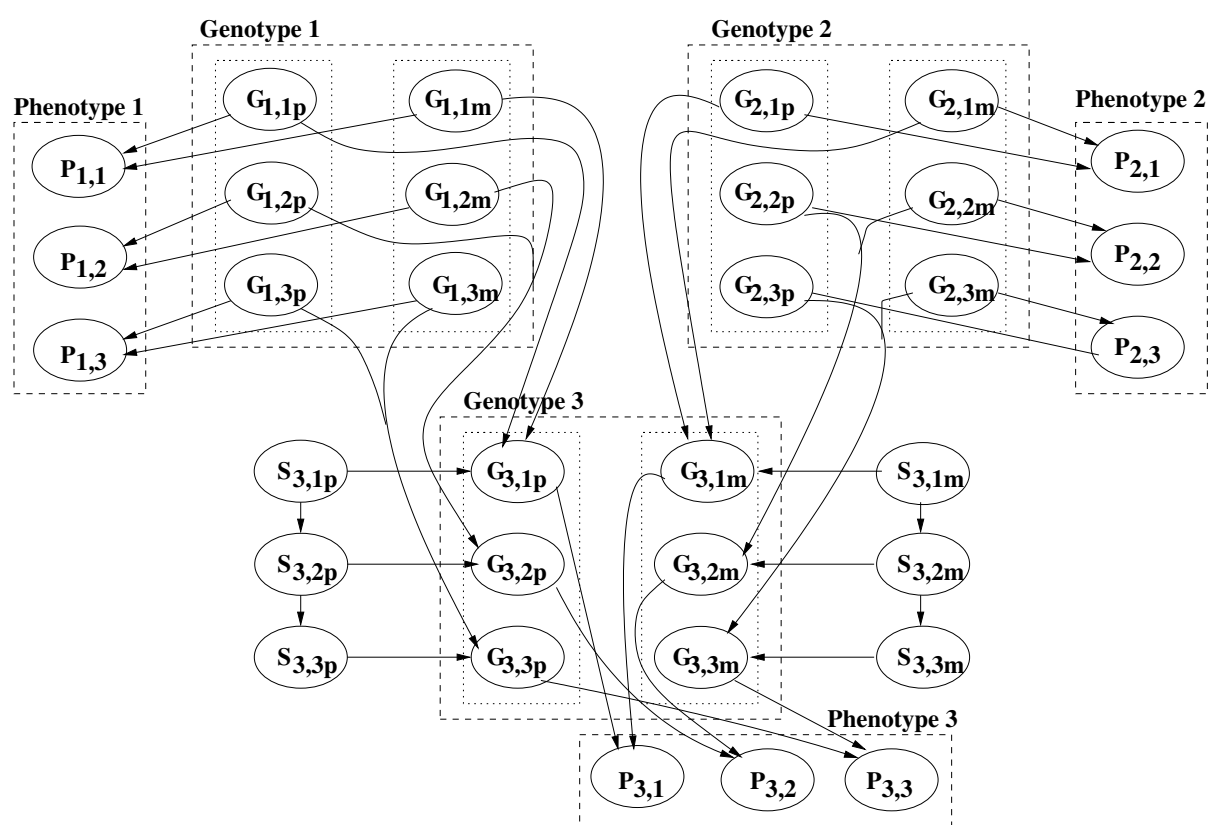 Genotype 1
Genotype 2
G1,1p
G1,1m
G2,1p
G2,1m
Phenotype 1
Phenotype 2
P1,1
P2,1
G1,2p
G1,2m
G2,2p
G2,2m
P1,2
P2,2
G1,3p
G1,3m
G2,3p
G2,3m
P1,3
P2,3
Genotype 3
S3,1p
G3,1p
G3,1m
S3,1m
S3,2p
G3,2p
G3,2m
S3,2m
S3,3p
G3,3p
G3,3m
S3,3m
Phenotype 3
P3,1
P3,2
P3,3